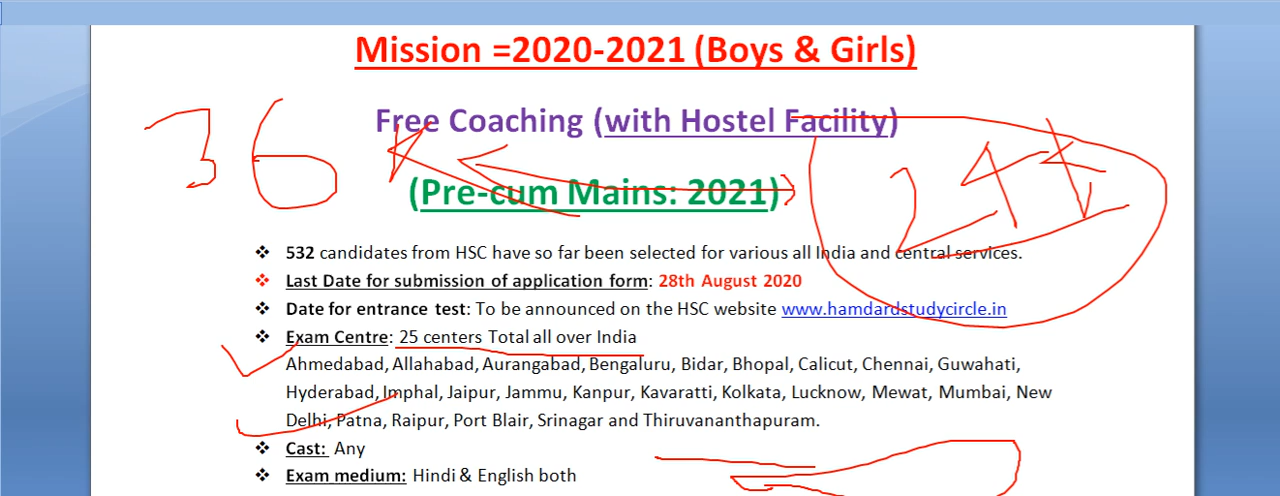 Mission =2020-2021 (Boys & Girls)
Free Coaching (with Hostel Facility)
36 K
(Pre-cum Mains: 2021)
❖ 532 candidates from HSC have so far been selected for various all India and central services.
❖ Last Date for submission of application form: 28th August 2020
❖ Date for entrance test: To be announced on the HSC website www.hamdardstudycircle.in
❖ Exam Centre: 25 centers Total all over India
Ahmedabad, Allahabad, Aurangabad, Bengaluru, Bidar, Bhopal, Calicut, Chennai, Guwahati,
Hyderabad, Imphal, Jaipur, Jammu, Kanpur, Kavaratti, Kolkata, Lucknow, Mewat, Mumbai, New
Delhi, Patna, Raipur, Port Blair, Srinagar and Thiruvananthapuram.
❖ Cast: Any
❖ Exam medium: Hindi & English both